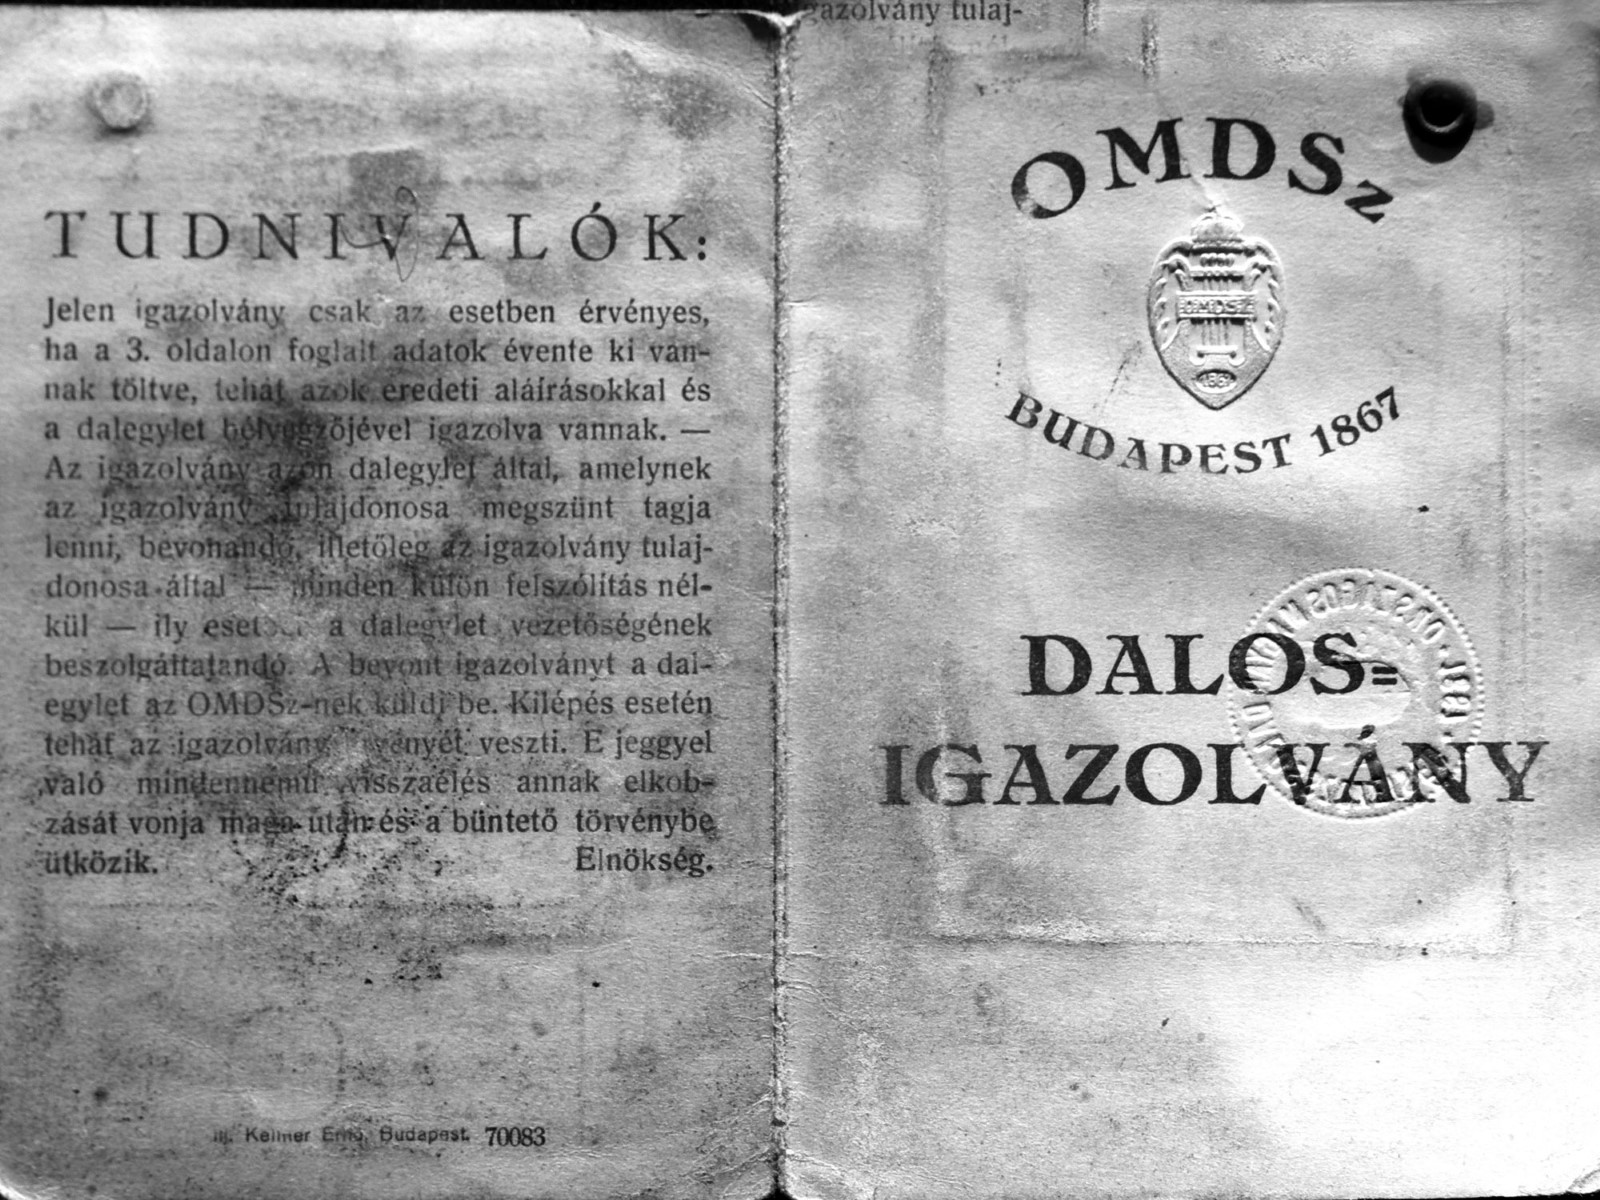 igazolvány tulaj-
TUDNIVALÓK:
Jelen igazolvány csak az esetben érvényes,
ha a 3. oldalon foglalt adatok évente ki van-
nak töltve, tehát azok eredeti aláírásokkal és
a dalegylet bélyegzőjével igazolva vannak. —
Az igazolvány azon dalegylet által, amelynek
az igazolvány tulajdonosa megszünt tagja
lenni, bevonandó, illetőleg az igazolvány tulaj-
donosa által — minden külön felszólítás nél-
kül — ily esetben a dalegylet vezetőségének
beszolgáltatandó. A bevont igazolványt a dal-
egylet az OMDSz-nek küldi be. Kilépés esetén
tehát az igazolvány érvényét veszti. E jeggyel
való mindennemű visszaélés annak elkob-
zását vonja maga után és a büntető törvénybe
ütközik. Elnökség.
Kellner Ernő, Budapest. 70083
OMDSz
OMDSZ
1867
BUDAPEST 1867
DALOS=
IGAZOLVÁNY